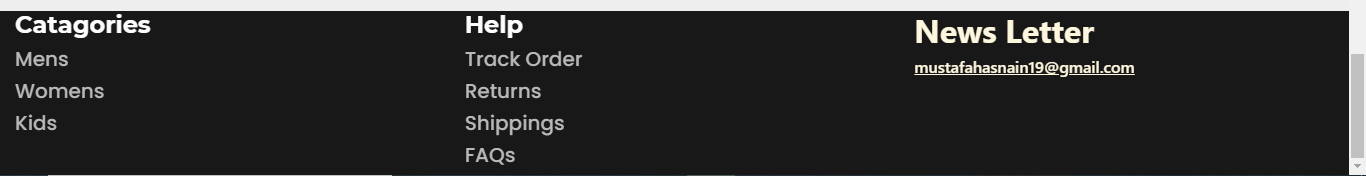 Catagories
Mens
Womens
Kids
Help
Track Order
Returns
Shippings
FAQs
News Letter
mustafahasnain19@gmail.com